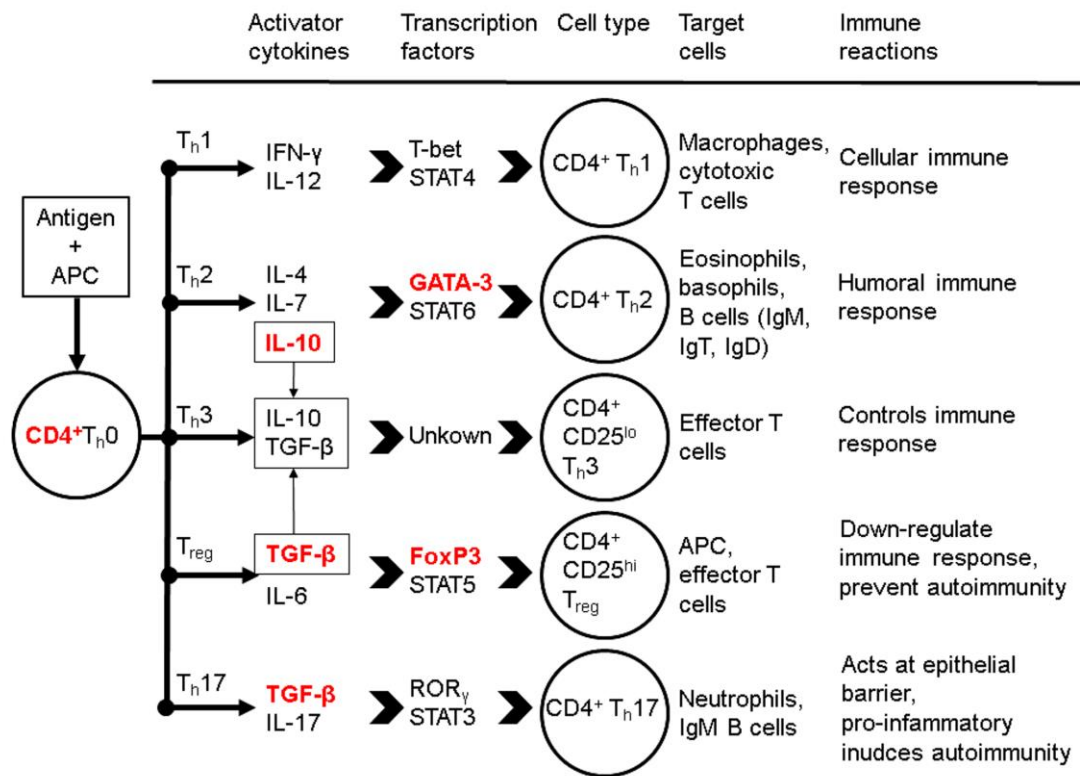 Activator cytokines
Transcription factors
Cell type
Target cells
Immune reactions
Antigen
+
APC
CD4⁺Tₕ0
Tₕ1
IFN-γ
IL-12
T-bet
STAT4
CD4⁺ Tₕ1
Macrophages,
cytotoxic
T cells
Cellular immune
response
Tₕ2
IL-4
IL-7
IL-10
GATA-3
STAT6
CD4⁺ Tₕ2
Eosinophils,
basophils,
B cells (IgM,
IgT, IgD)
Humoral immune
response
Tₕ3
IL-10
TGF-β
Unkown
CD4⁺
CD25ˡᵒ
Tₕ3
Effector T
cells
Controls immune
response
Treg
TGF-β
IL-6
FoxP3
STAT5
CD4⁺
CD25ʰⁱ
Treg
APC,
effector T
cells
Down-regulate
immune response,
prevent autoimmunity
Tₕ17
TGF-β
IL-17
RORᵧ
STAT3
CD4⁺ Tₕ17
Neutrophils,
IgM B cells
Acts at epithelial
barrier,
pro-infammatory
inudces autoimmunity